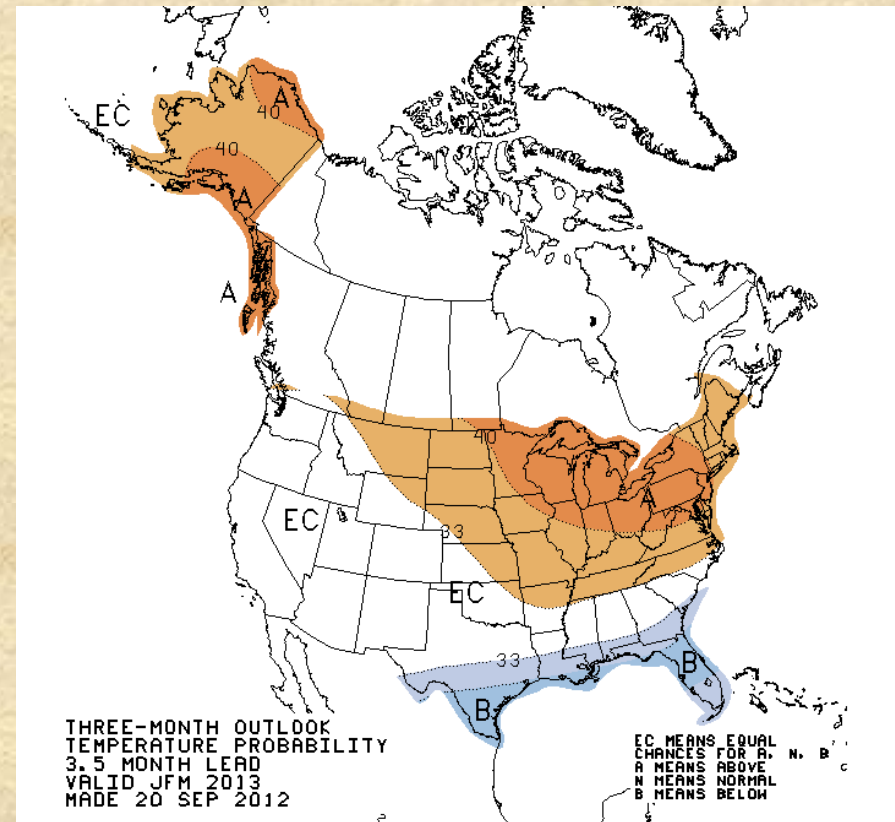 EC
A
40
40
A
A
40
A
EC
33
EC
33
B
B
THREE-MONTH OUTLOOK
TEMPERATURE PROBABILITY
3.5 MONTH LEAD
VALID JFM 2013
MADE 20 SEP 2012
EC MEANS EQUAL
CHANCES FOR A, N, B
A MEANS ABOVE
N MEANS NORMAL
B MEANS BELOW